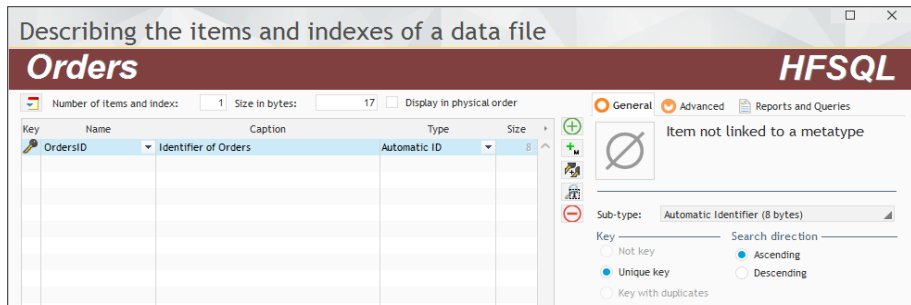 Describing the items and indexes of a data file
Orders HFSQL
Number of items and index: 1 Size in bytes: 17 Display in physical order
General Advanced Reports and Queries
Key Name Caption Type Size
Item not linked to a metatype
OrdersID Identifier of Orders Automatic ID 8
Sub-type: Automatic Identifier (8 bytes)
Key Search direction
Not key Ascending
Unique key Descending
Key with duplicates